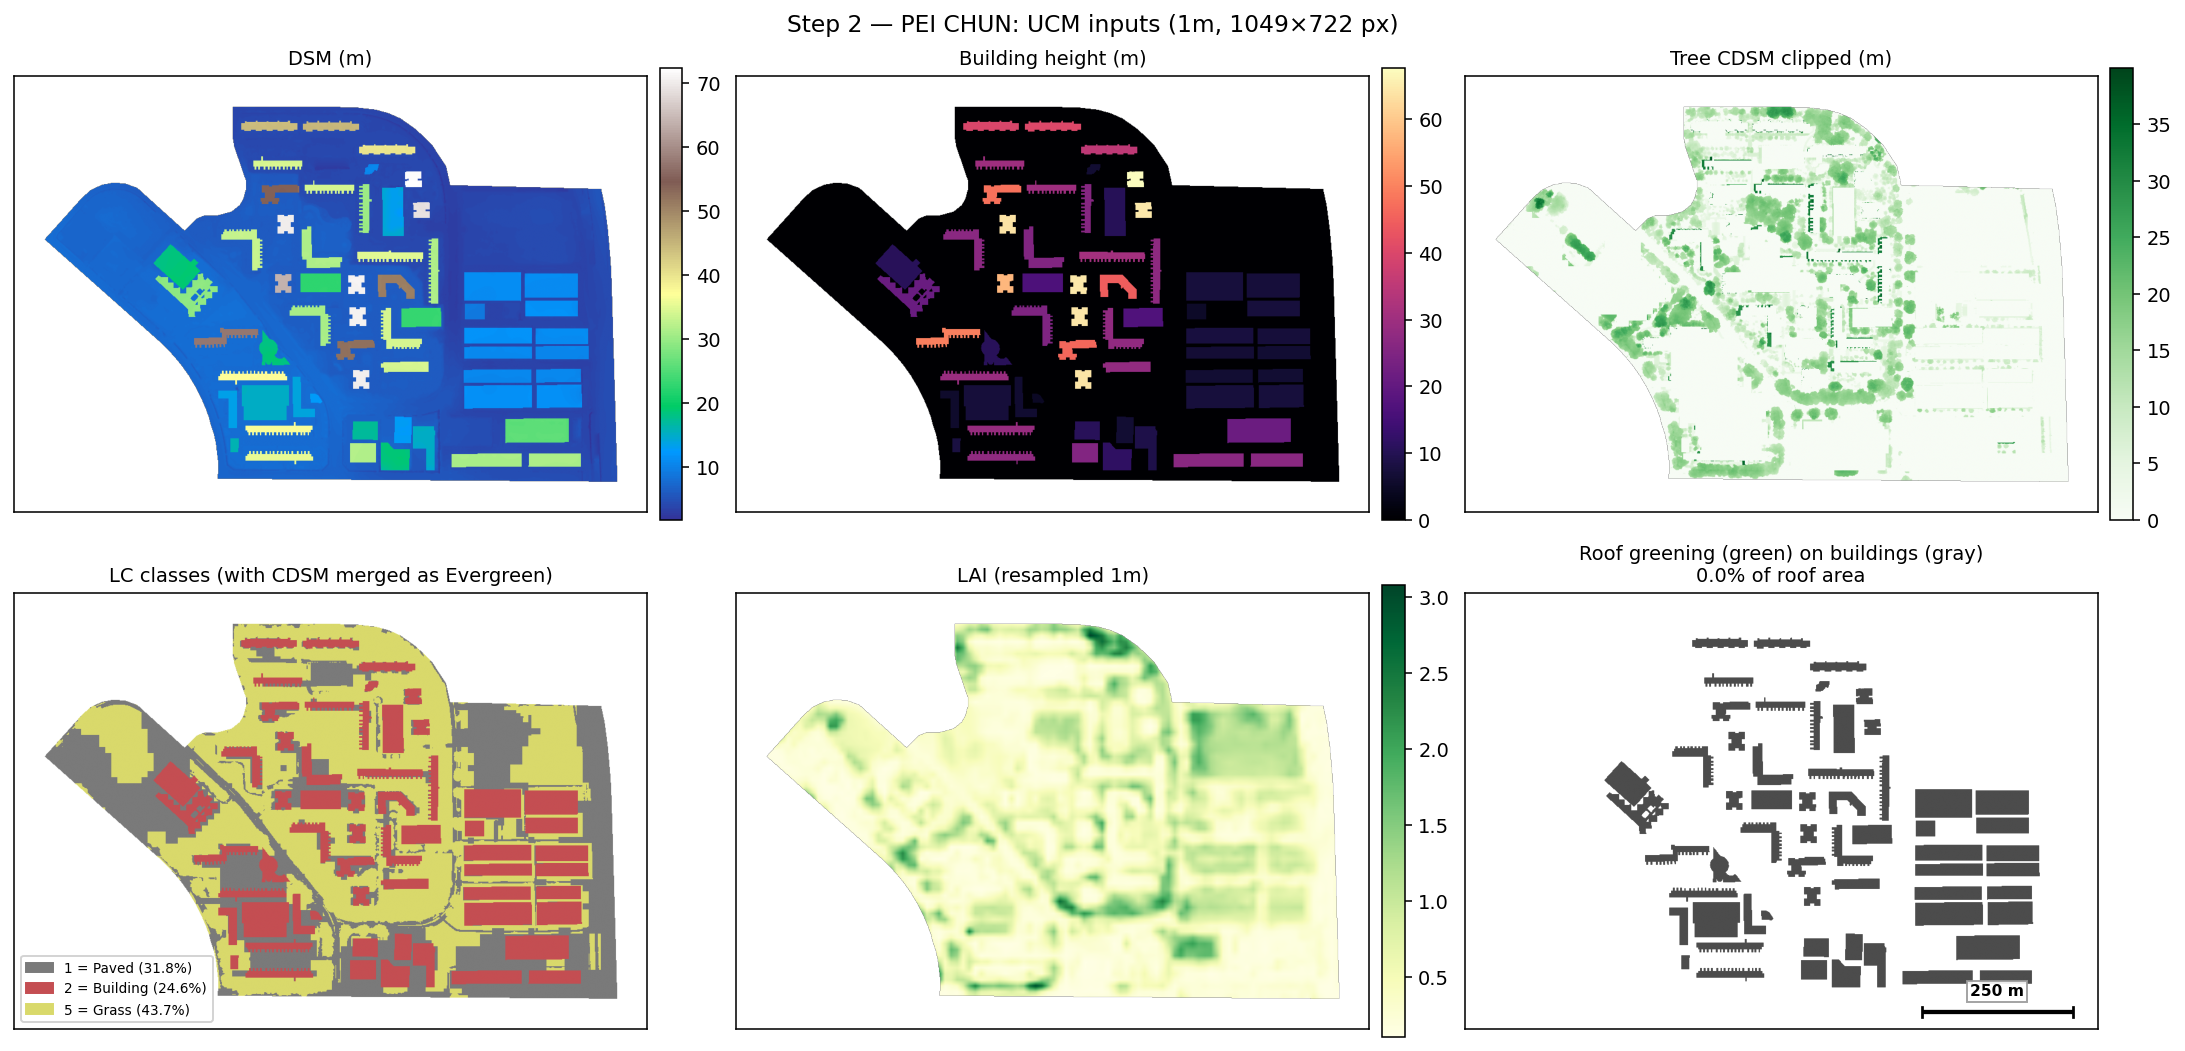 Step 2 — PEI CHUN: UCM inputs (1m, 1049×722 px)
DSM (m)
70
60
50
40
30
20
10
Building height (m)
60
50
40
30
20
10
0
Tree CDSM clipped (m)
35
30
25
20
15
10
5
0
LC classes (with CDSM merged as Evergreen)
1 = Paved (31.8%)
2 = Building (24.6%)
5 = Grass (43.7%)
LAI (resampled 1m)
3.0
2.5
2.0
1.5
1.0
0.5
Roof greening (green) on buildings (gray)
0.0% of roof area
250 m